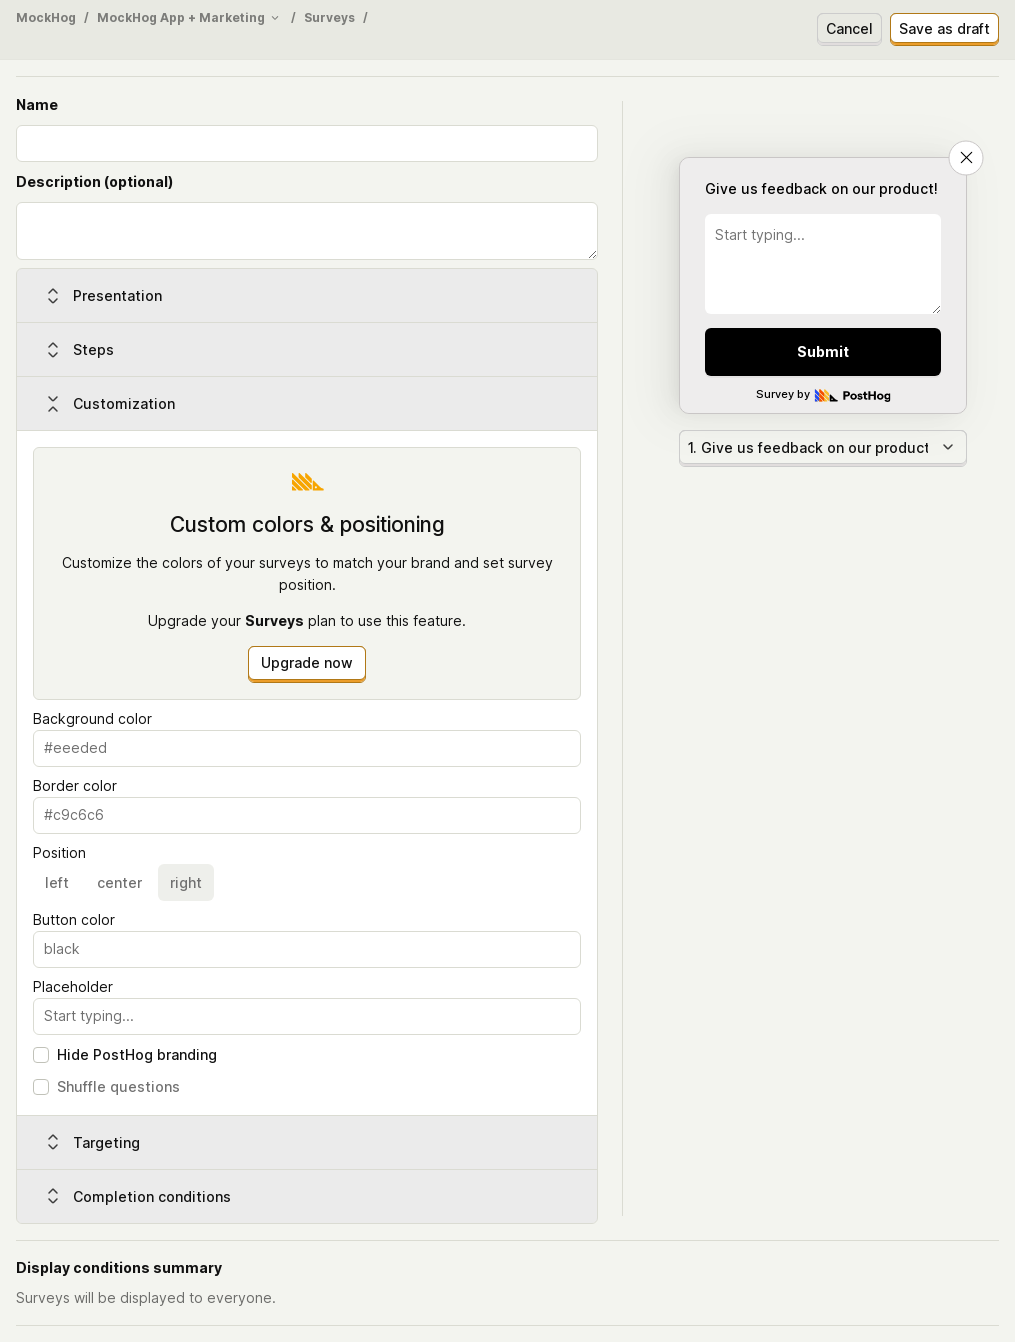 MockHog / MockHog App + Marketing / Surveys /
Cancel
Save as draft
Name
Description (optional)
Presentation
Steps
Customization
Custom colors & positioning
Customize the colors of your surveys to match your brand and set survey
position.
Upgrade your Surveys plan to use this feature.
Upgrade now
Background color
#eeeded
Border color
#c9c6c6
Position
left
center
right
Button color
black
Placeholder
Start typing...
Hide PostHog branding
Shuffle questions
Targeting
Completion conditions
Give us feedback on our product!
Start typing...
Submit
Survey by PostHog
1. Give us feedback on our product
Display conditions summary
Surveys will be displayed to everyone.